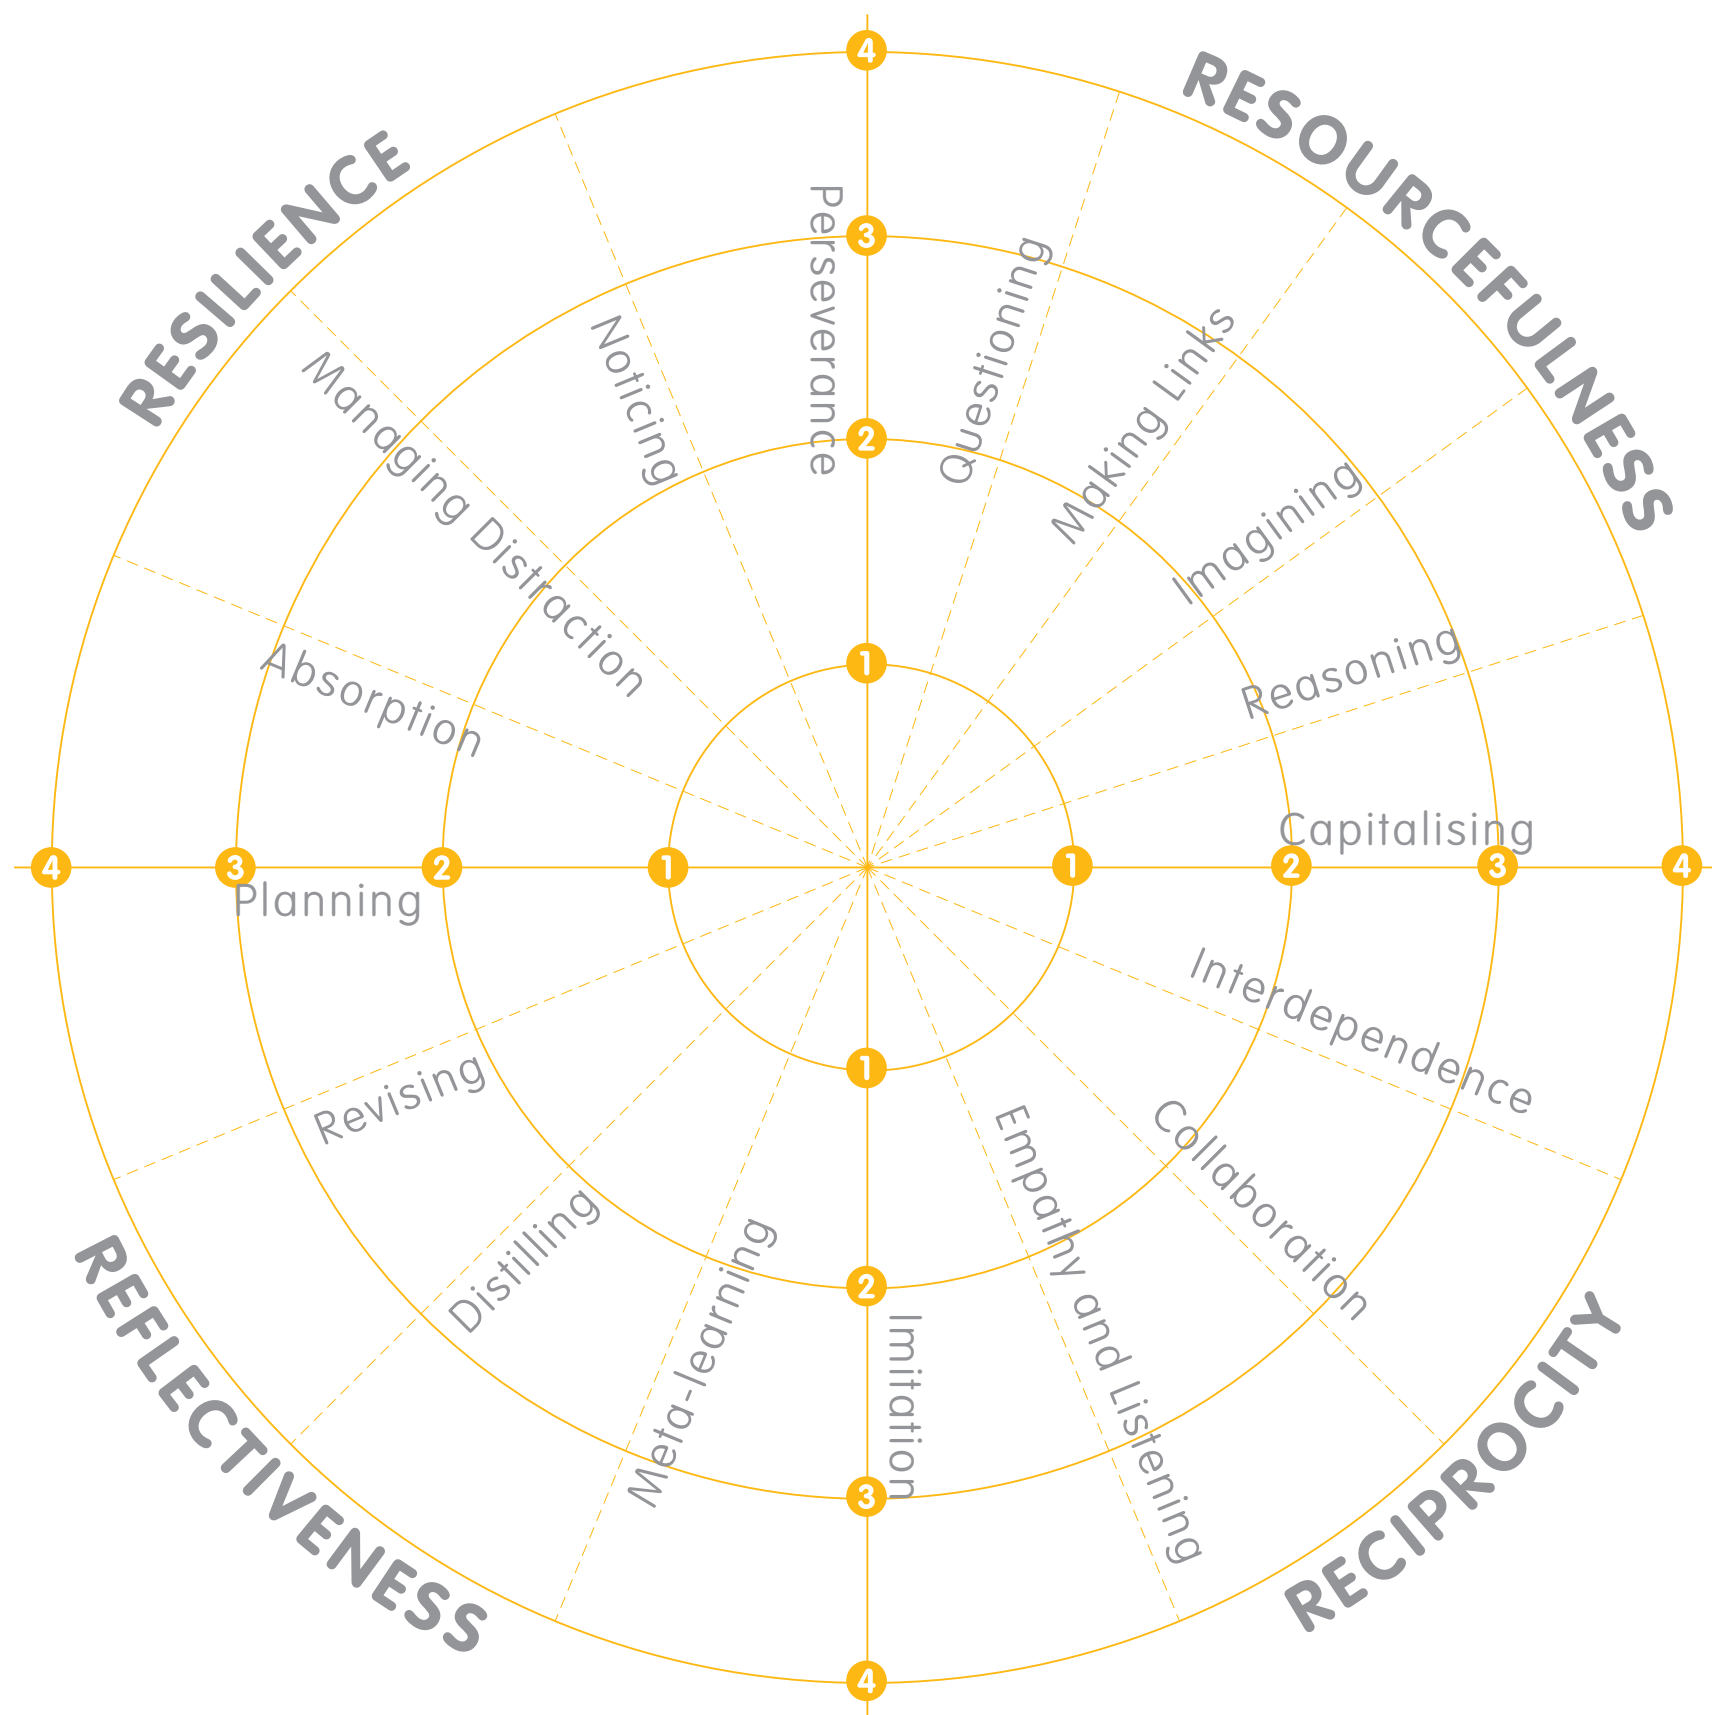 4
RESOURCEFULNESS
RESILIENCE
Perseverance
3
Questioning
Noticing
Making Links
Managing Distraction
2
Imagining
Reasoning
Absorption
1
Capitalising
4
3
2
1
1
2
3
4
Planning
Interdependence
Revising
1
Collaboration
Empathy and Listening
Distilling
Meta-learning
REFLECTIVENESS
2
Imitation
RECIPROCITY
3
4